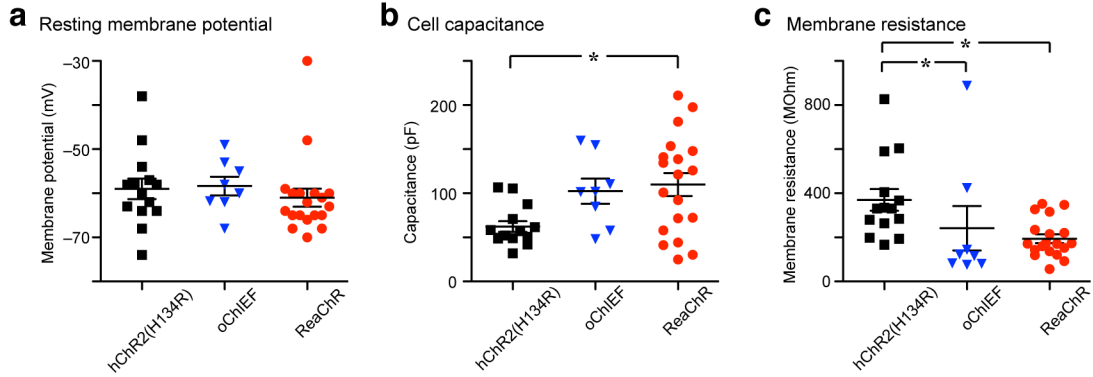 a Resting membrane potential
Membrane potential (mV)
–30
–50
–70
hChR2(H134R)
oChIEF
ReaChR
b Cell capacitance
*
Capacitance (pF)
200
100
0
hChR2(H134R)
oChIEF
ReaChR
c Membrane resistance
*
*
Membrane resistance (MOhm)
800
400
0
hChR2(H134R)
oChIEF
ReaChR